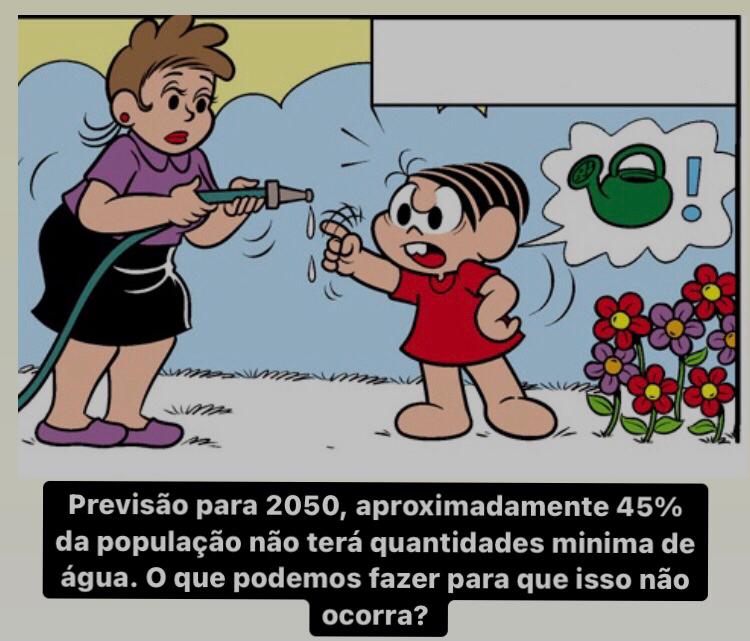 !
Previsão para 2050, aproximadamente 45%
da população não terá quantidades minima de
água. O que podemos fazer para que isso não
ocorra?